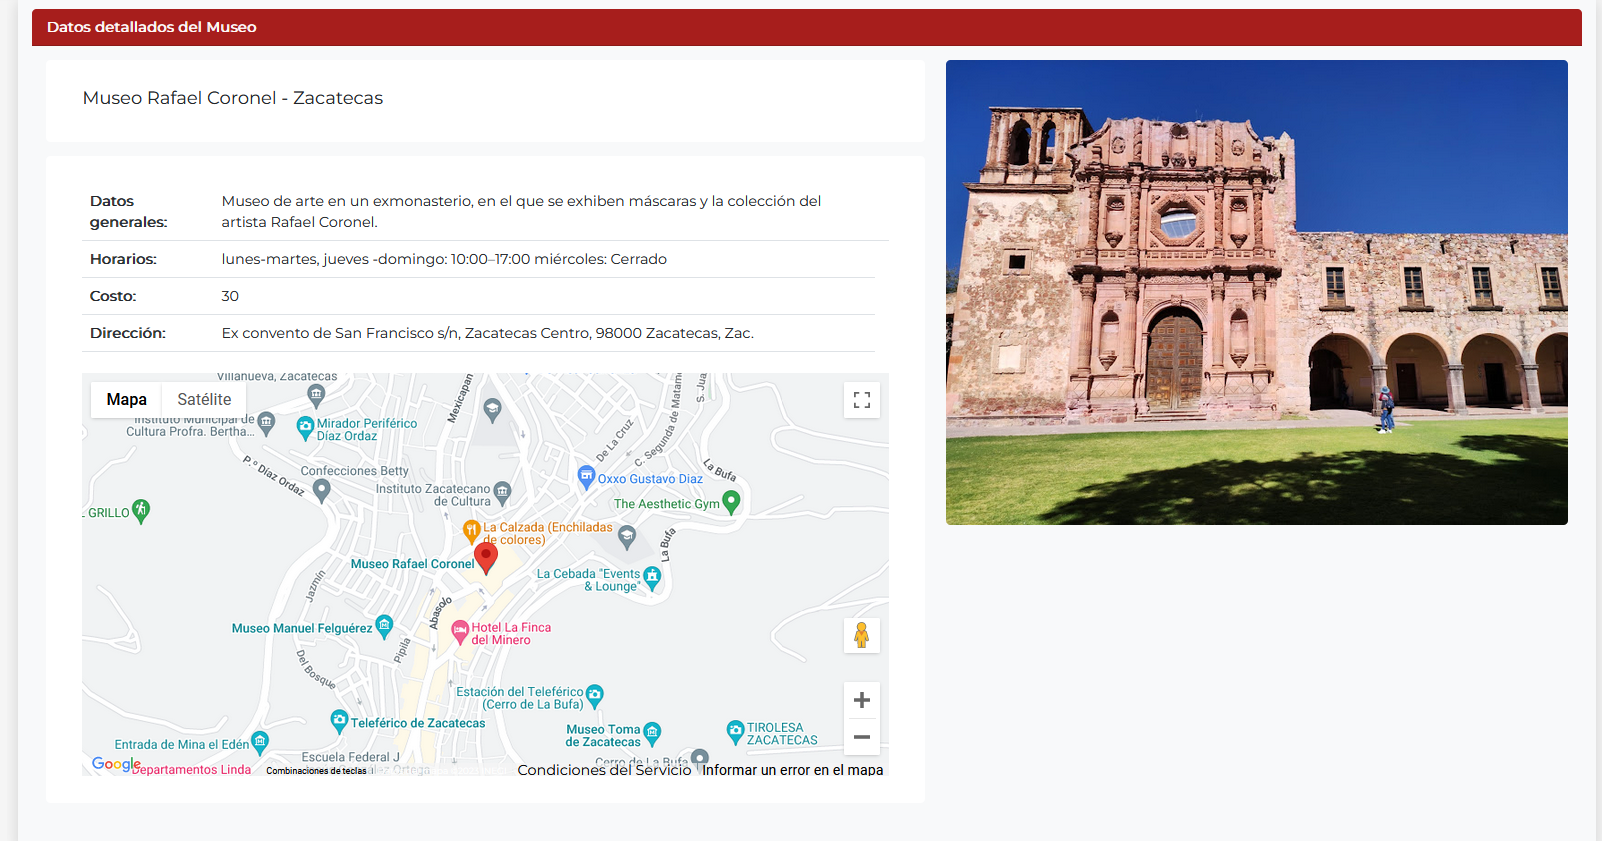 Datos detallados del Museo
Museo Rafael Coronel - Zacatecas
Datos generales:
Museo de arte en un exmonasterio, en el que se exhiben máscaras y la colección del
artista Rafael Coronel.
Horarios: lunes-martes, jueves -domingo: 10:00–17:00 miércoles: Cerrado
Costo: 30
Dirección: Ex convento de San Francisco s/n, Zacatecas Centro, 98000 Zacatecas, Zac.
Villanueva, Zacatecas
Mapa Satélite
Instituto Municipal de
Cultura Profra. Bertha...
Mirador Periférico
Díaz Ordaz
Mexicapan
De La Cruz
C. Segunda de Matam
S. Jua
P.º Díaz Ordaz
Confecciones Betty
Instituto Zacatecano
de Cultura
Oxxo Gustavo Diaz
La Bufa
The Aesthetic Gym
GRILLO
La Calzada (Enchiladas
de colores)
La Bufa
Museo Rafael Coronel
La Cebada "Events
& Lounge"
Jazmín
Abasolo
Museo Manuel Felguérez
Hotel La Finca
del Minero
Pípila
Del Bosque
Estación del Teleférico
(Cerro de La Bufa)
Teleférico de Zacatecas
Museo Toma
de Zacatecas
TIROLESA
ZACATECAS
Entrada de Mina el Edén
Escuela Federal J
González Ortega
Cerro de La Bufa
Google
Departamentos Linda
Combinaciones de teclas
Condiciones del Servicio
Informar un error en el mapa